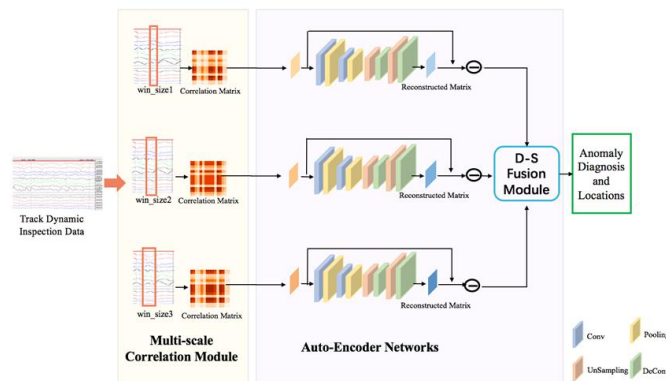 win_size1
Correlation Matrix
Reconstructed Matrix
Track Dynamic
Inspection Data
win_size2
Correlation Matrix
Reconstructed Matrix
D-S
Fusion
Module
Anomaly
Diagnosis
and
Locations
win_size3
Correlation Matrix
Reconstructed Matrix
Multi-scale
Correlation Module
Auto-Encoder Networks
Conv
Pooling
UnSampling
DeCon